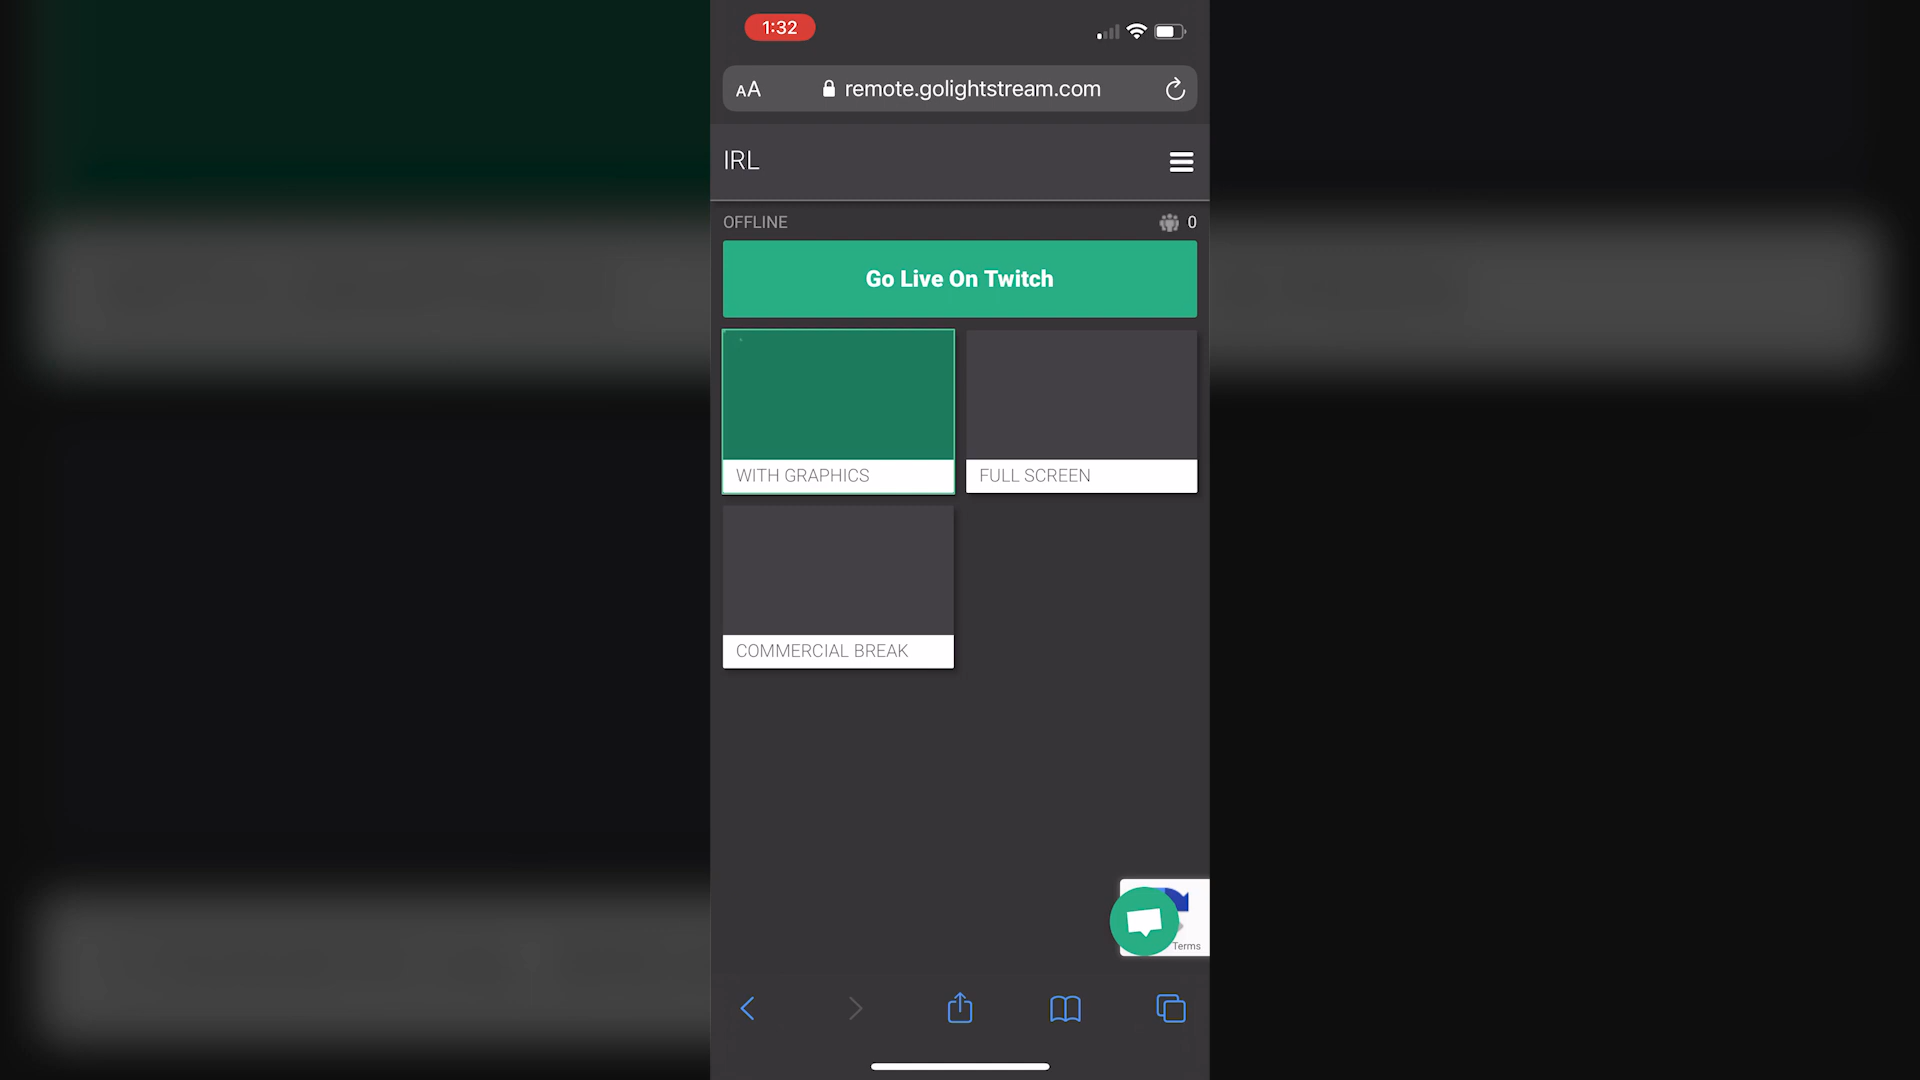 1:32
AA
remote.golightstream.com
IRL
OFFLINE
0
Go Live On Twitch
WITH GRAPHICS
FULL SCREEN
COMMERCIAL BREAK
Terms